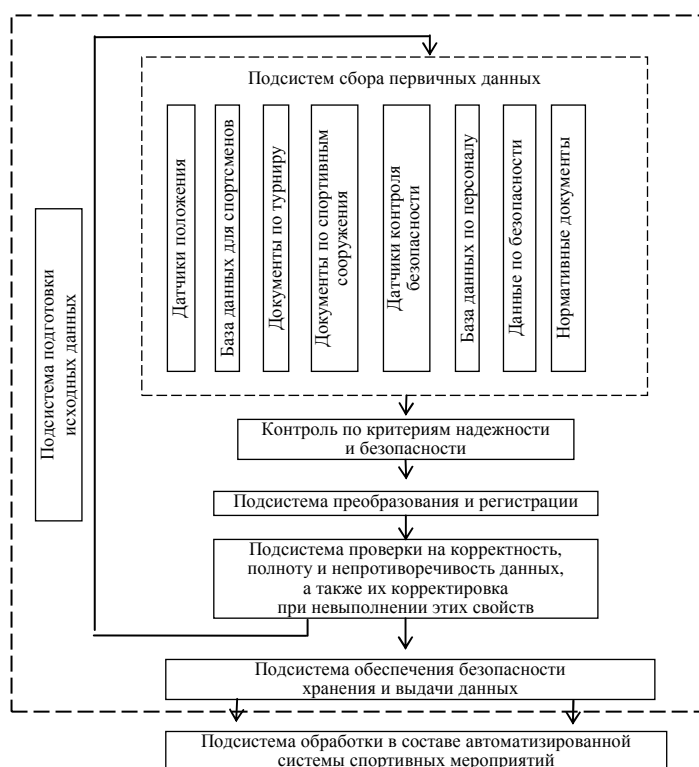 Подсистем сбора первичных данных
Датчики положения
База данных для спортсменов
Документы по турниру
Документы по спортивным
сооружения
Датчики контроля
безопасности
База данных по персоналу
Данные по безопасности
Нормативные документы
Подсистема подготовки
исходных данных
Контроль по критериям надежности
и безопасности
Подсистема преобразования и регистрации
Подсистема проверки на корректность,
полноту и непротиворечивость данных,
а также их корректировка
при невыполнении этих свойств
Подсистема обеспечения безопасности
хранения и выдачи данных
Подсистема обработки в составе автоматизированной
системы спортивных мероприятий